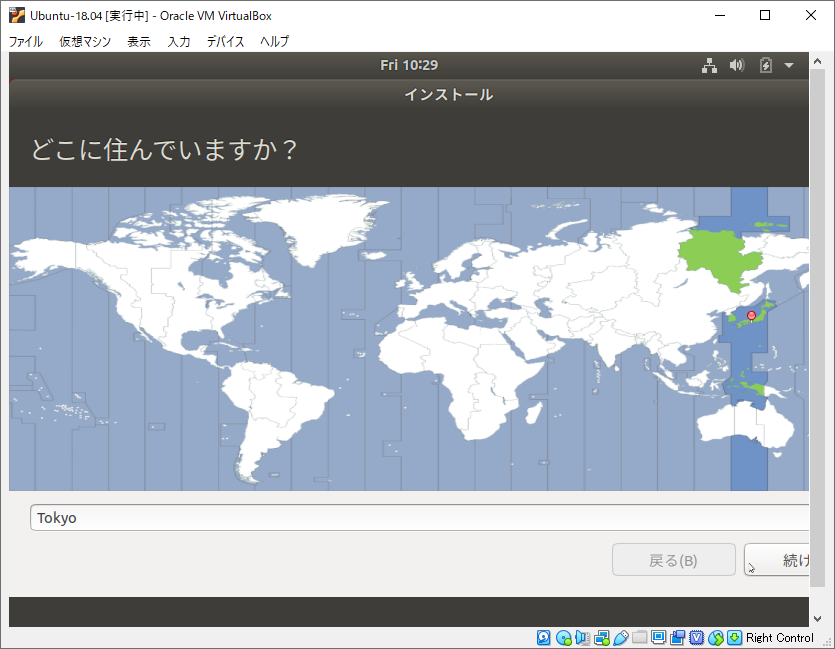 Ubuntu-18.04 [実行中] - Oracle VM VirtualBox
ファイル 仮想マシン 表示 入力 デバイス ヘルプ
Fri 10:29
インストール
どこに住んでいますか？
Tokyo
戻る(B) 続け
Right Control